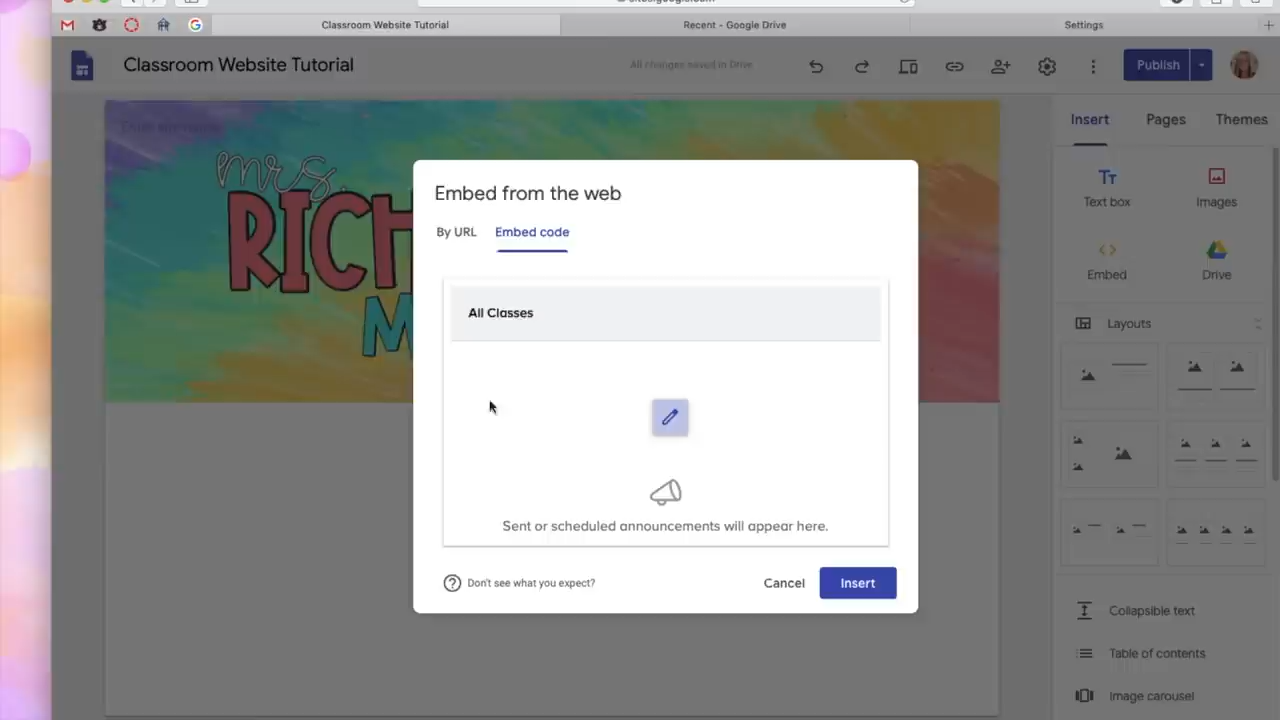 Classroom Website Tutorial
Recent - Google Drive
Settings
Classroom Website Tutorial
All changes saved in Drive
Publish
Insert
Pages
Themes
mrs.
RICH
M
Embed from the web
By URL
Embed code
All Classes
Sent or scheduled announcements will appear here.
Don't see what you expect?
Cancel
Insert
Text box
Images
Embed
Drive
Layouts
Collapsible text
Table of contents
Image carousel